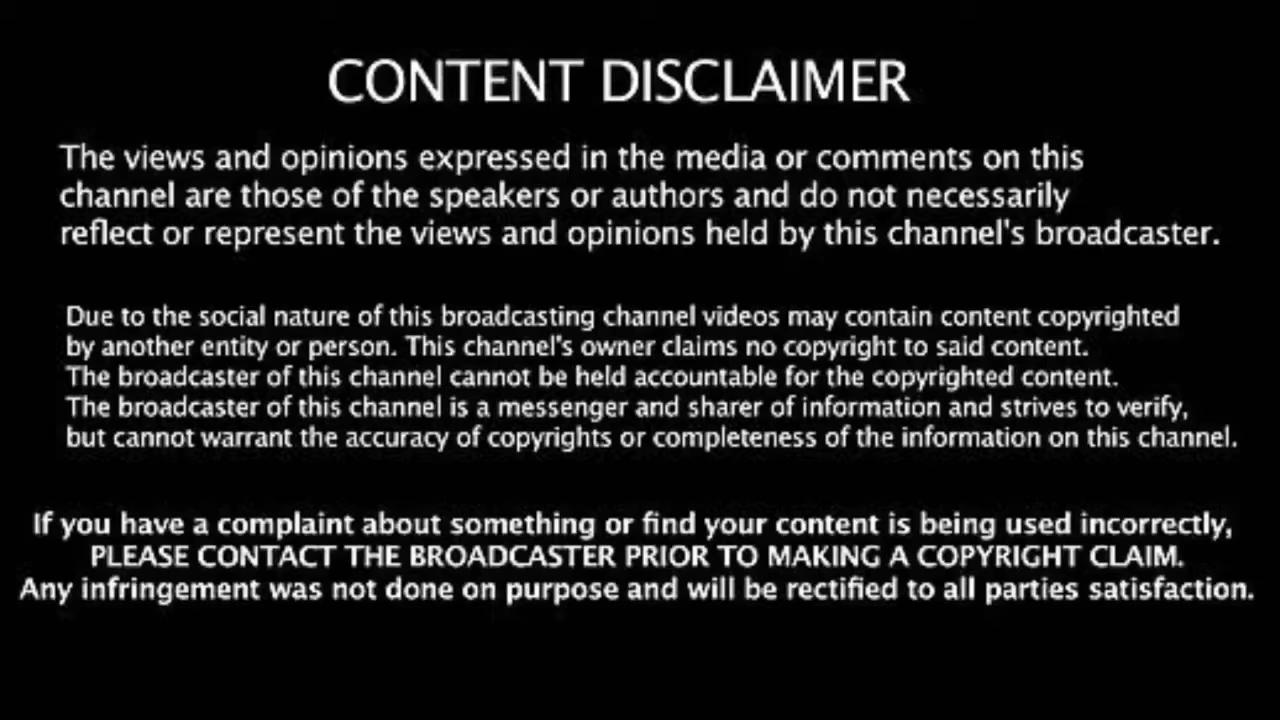 CONTENT DISCLAIMER
The views and opinions expressed in the media or comments on this
channel are those of the speakers or authors and do not necessarily
reflect or represent the views and opinions held by this channel's broadcaster.
Due to the social nature of this broadcasting channel videos may contain content copyrighted
by another entity or person. This channel's owner claims no copyright to said content.
The broadcaster of this channel cannot be held accountable for the copyrighted content.
The broadcaster of this channel is a messenger and sharer of information and strives to verify,
but cannot warrant the accuracy of copyrights or completeness of the information on this channel.
If you have a complaint about something or find your content is being used incorrectly,
PLEASE CONTACT THE BROADCASTER PRIOR TO MAKING A COPYRIGHT CLAIM.
Any infringement was not done on purpose and will be rectified to all parties satisfaction.